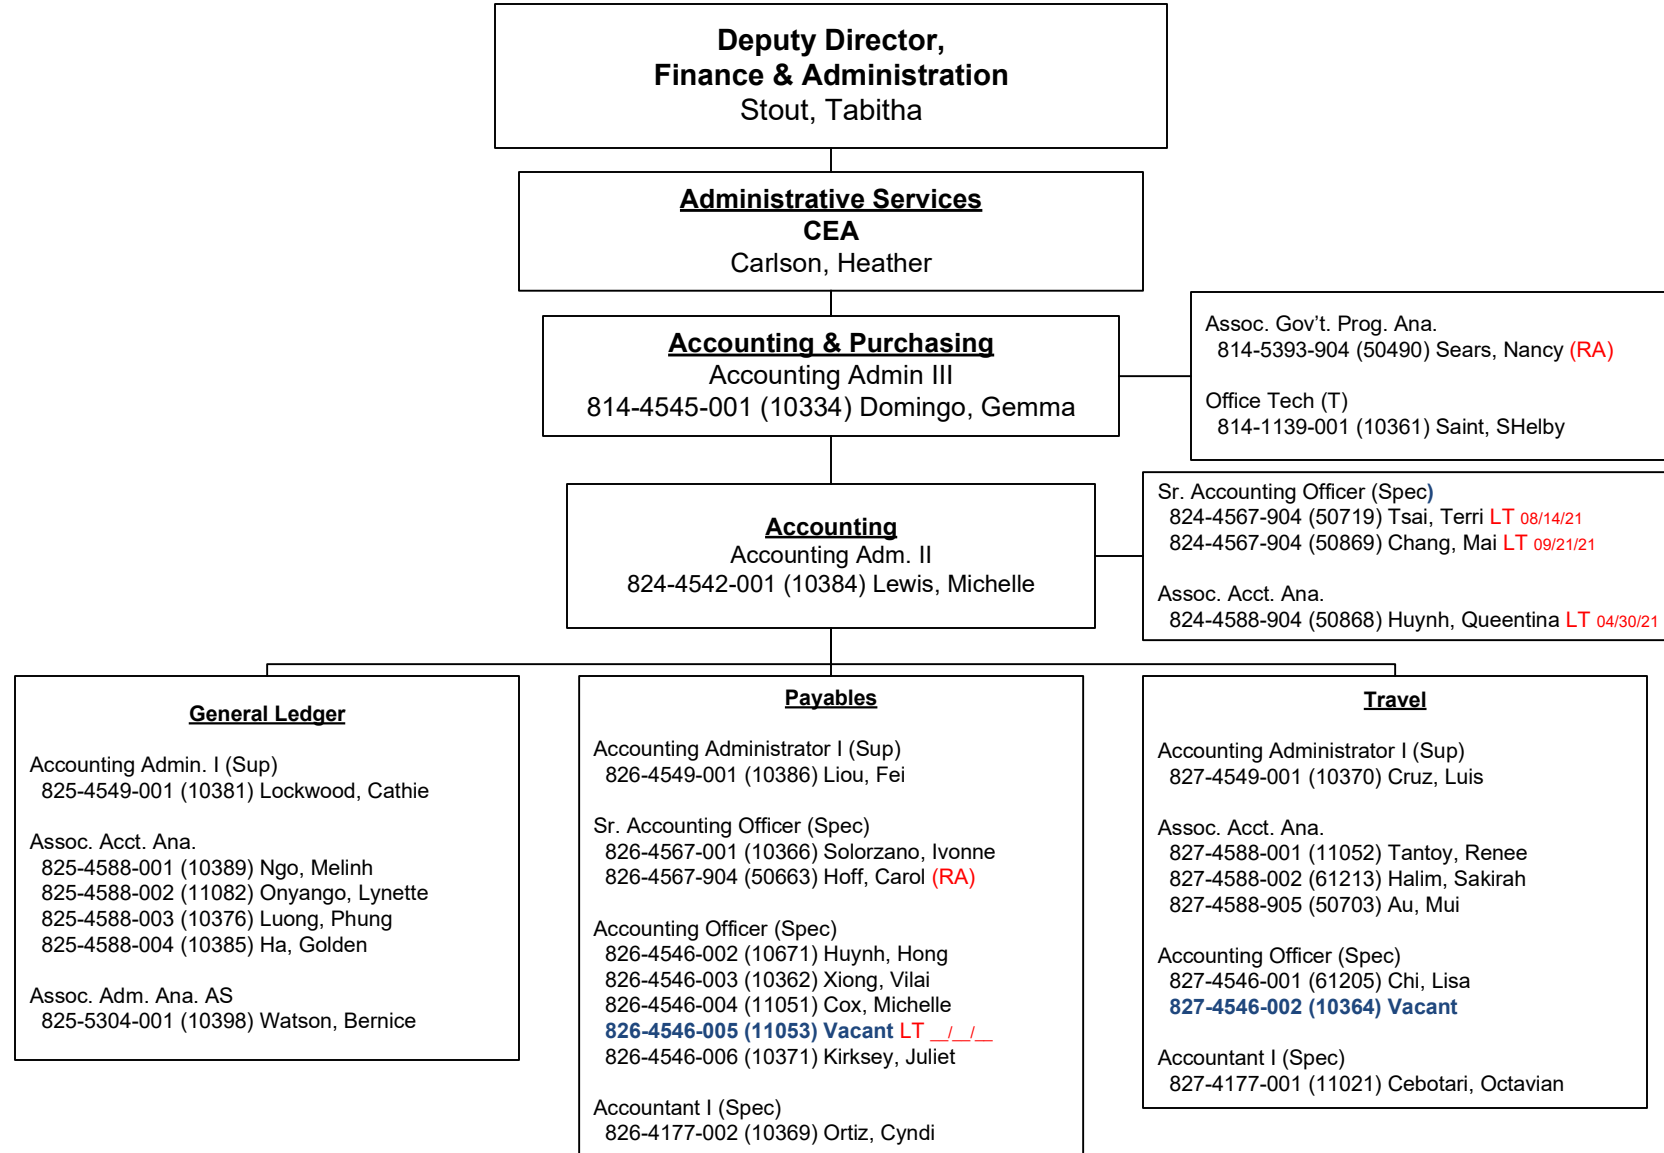 Deputy Director,
Finance & Administration
Stout, Tabitha
Administrative Services
CEA
Carlson, Heather
Accounting & Purchasing
Accounting Admin III
814-4545-001 (10334) Domingo, Gemma
Assoc. Gov’t. Prog. Ana.
814-5393-904 (50490) Sears, Nancy (RA)
Office Tech (T)
814-1139-001 (10361) Saint, SHelby
Accounting
Accounting Adm. II
824-4542-001 (10384) Lewis, Michelle
Sr. Accounting Officer (Spec)
824-4567-904 (50719) Tsai, Terri LT 08/14/21
824-4567-904 (50869) Chang, Mai LT 09/21/21
Assoc. Acct. Ana.
824-4588-904 (50868) Huynh, Queentina LT 04/30/21
General Ledger
Accounting Admin. I (Sup)
825-4549-001 (10381) Lockwood, Cathie
Assoc. Acct. Ana.
825-4588-001 (10389) Ngo, Melinh
825-4588-002 (11082) Onyango, Lynette
825-4588-003 (10376) Luong, Phung
825-4588-004 (10385) Ha, Golden
Assoc. Adm. Ana. AS
825-5304-001 (10398) Watson, Bernice
Payables
Accounting Administrator I (Sup)
826-4549-001 (10386) Liou, Fei
Sr. Accounting Officer (Spec)
826-4567-001 (10366) Solorzano, Ivonne
826-4567-904 (50663) Hoff, Carol (RA)
Accounting Officer (Spec)
826-4546-002 (10671) Huynh, Hong
826-4546-003 (10362) Xiong, Vilai
826-4546-004 (11051) Cox, Michelle
826-4546-005 (11053) Vacant LT __/__/__
826-4546-006 (10371) Kirksey, Juliet
Accountant I (Spec)
826-4177-002 (10369) Ortiz, Cyndi
Travel
Accounting Administrator I (Sup)
827-4549-001 (10370) Cruz, Luis
Assoc. Acct. Ana.
827-4588-001 (11052) Tantoy, Renee
827-4588-002 (61213) Halim, Sakirah
827-4588-905 (50703) Au, Mui
Accounting Officer (Spec)
827-4546-001 (61205) Chi, Lisa
827-4546-002 (10364) Vacant
Accountant I (Spec)
827-4177-001 (11021) Cebotari, Octavian